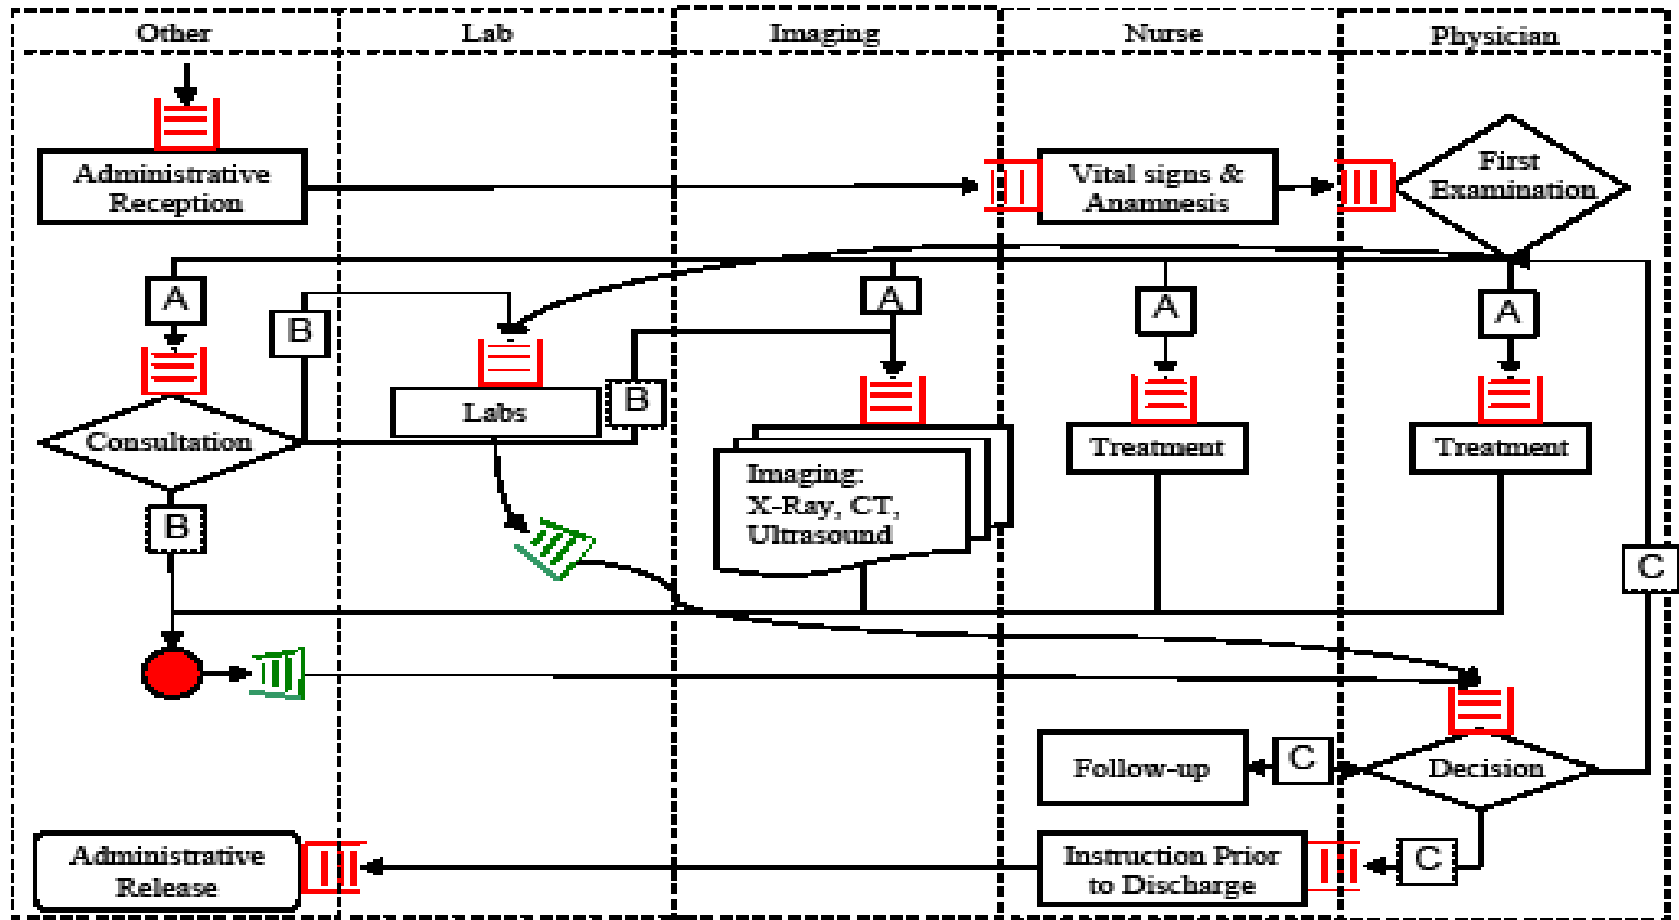 Other
Lab
Imaging
Nurse
Physician
Administrative
Reception
Vital signs &
Anamnesis
First
Examination
A
A
A
A
B
B
Labs
Consultation
Treatment
Treatment
Imaging:
X-Ray, CT,
Ultrasound
B
C
Follow-up
C
Decision
Administrative
Release
Instruction Prior
to Discharge
C